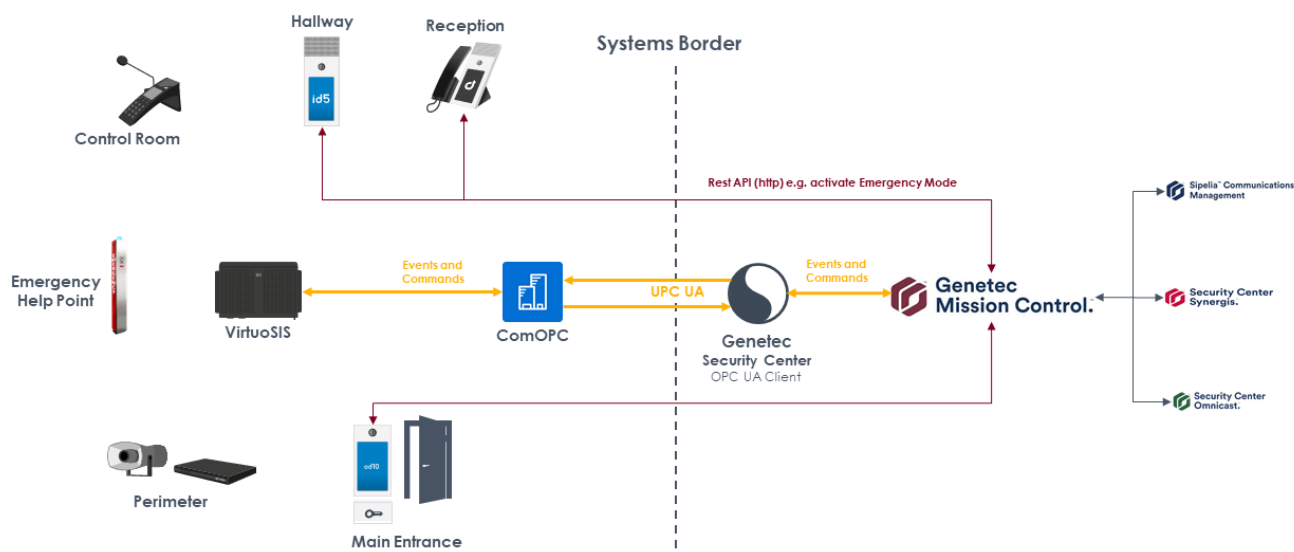 Hallway
Reception
Systems Border
id5
Control Room
Rest API (http) e.g. activate Emergency Mode
Sipelia™ Communications
Management
Emergency
Help Point
Events and
Commands
UPC UA
Events and
Commands
Genetec
Mission Control.
Security Center
Synergis.
VirtuoSIS
ComOPC
Genetec
Security Center
OPC UA Client
Security Center
Omnicast.
od10
Perimeter
Main Entrance